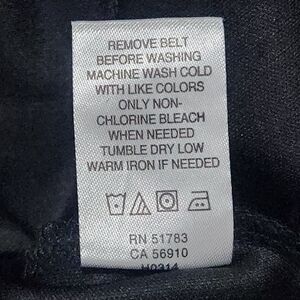 REMOVE BELT
BEFORE WASHING
MACHINE WASH COLD
WITH LIKE COLORS
ONLY NON-
CHLORINE BLEACH
WHEN NEEDED
TUMBLE DRY LOW
WARM IRON IF NEEDED
RN 51783
CA 56910
H0314